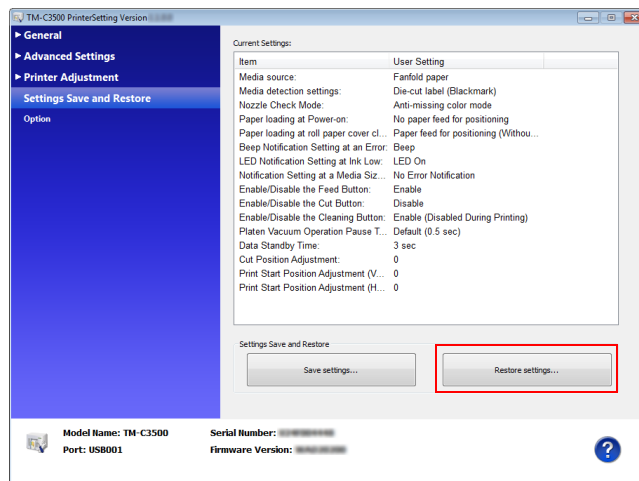 TM-C3500 PrinterSetting Version
General
Advanced Settings
Printer Adjustment
Settings Save and Restore
Option
Current Settings:
Item User Setting
Media source: Fanfold paper
Media detection settings: Die-cut label (Blackmark)
Nozzle Check Mode: Anti-missing color mode
Paper loading at Power-on: No paper feed for positioning
Paper loading at roll paper cover cl... Paper feed for positioning (Withou...
Beep Notification Setting at an Error: Beep
LED Notification Setting at Ink Low: LED On
Notification Setting at a Media Siz... No Error Notification
Enable/Disable the Feed Button: Enable
Enable/Disable the Cut Button: Disable
Enable/Disable the Cleaning Button: Enable (Disabled During Printing)
Platen Vacuum Operation Pause T... Default (0.5 sec)
Data Standby Time: 3 sec
Cut Position Adjustment: 0
Print Start Position Adjustment (V... 0
Print Start Position Adjustment (H... 0
Settings Save and Restore
Save settings... Restore settings...
Model Name: TM-C3500 Serial Number:
Port: USB001 Firmware Version:
?